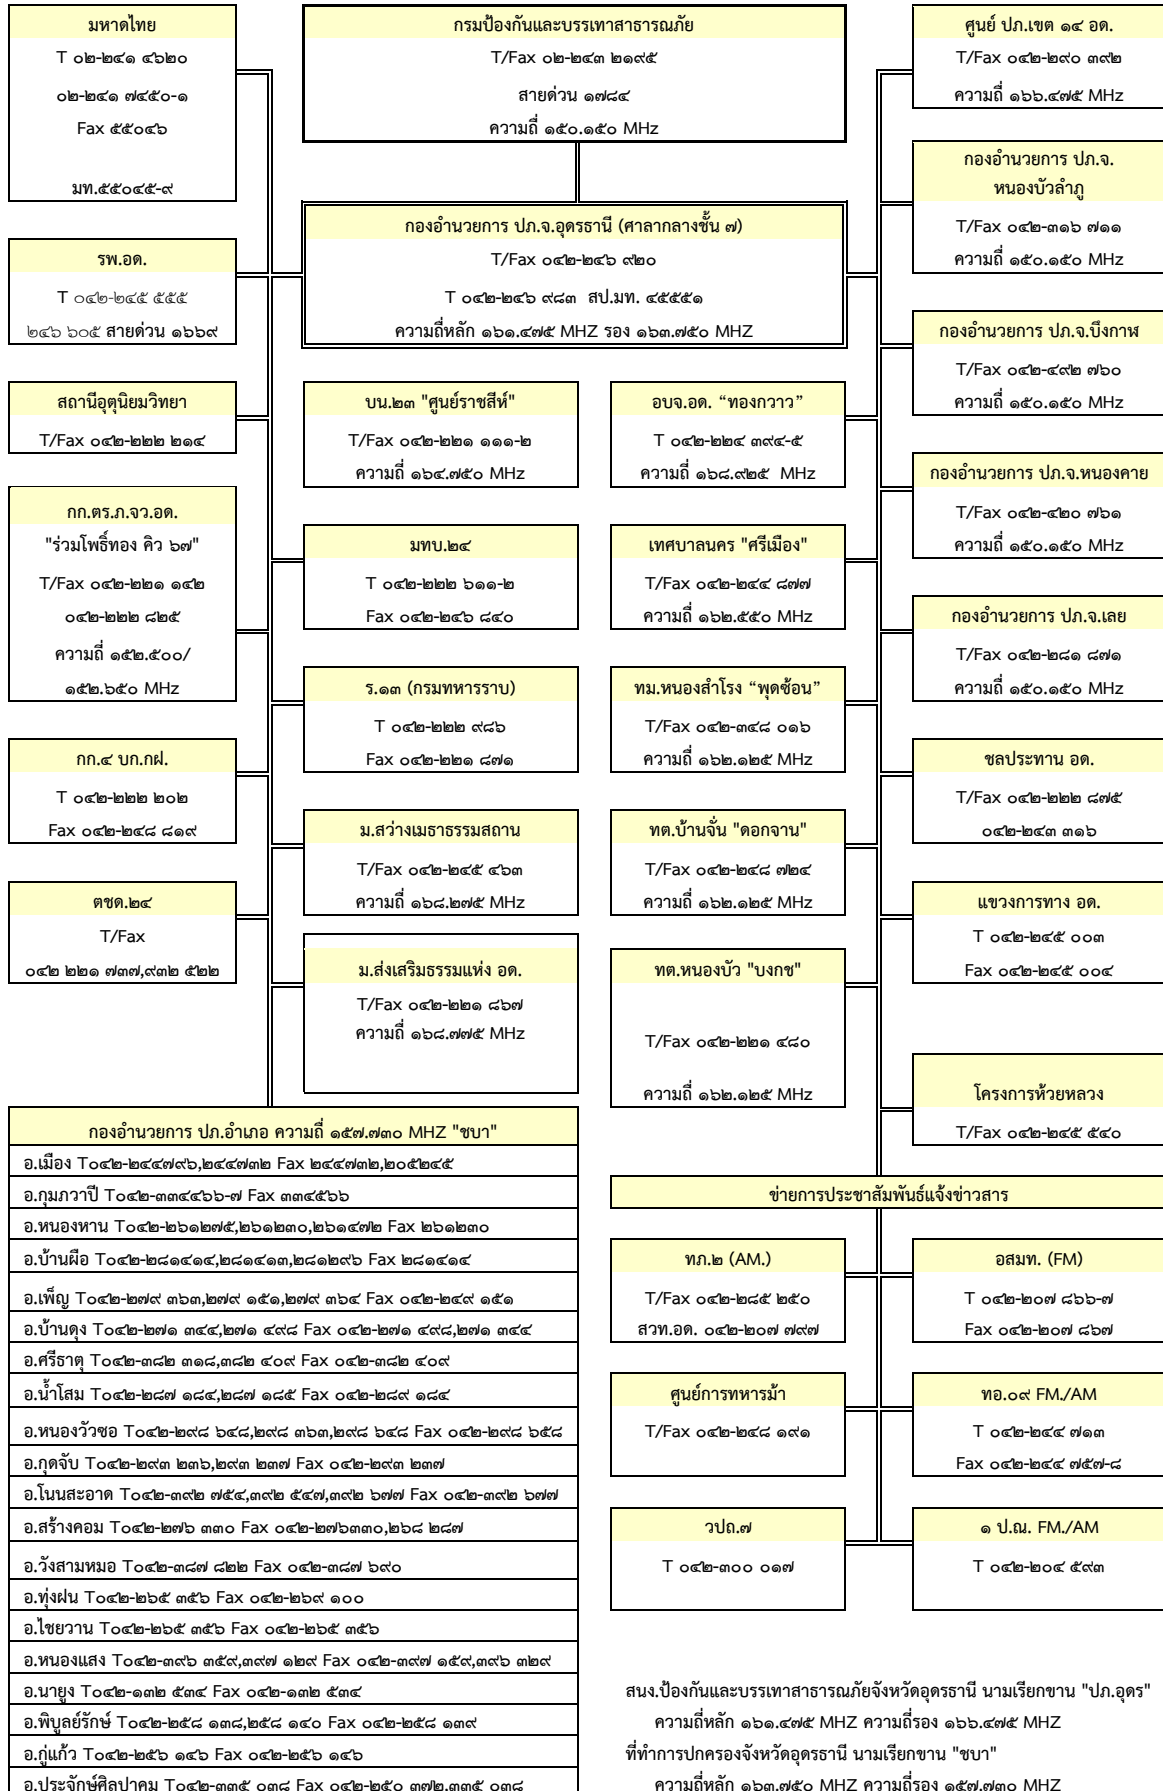 มหาดไทย
T ๐๒-๒๔๑ ๔๖๒๐
๐๒-๒๔๑ ๗๔๕๐-๑
Fax ๕๕๐๔๖
มท.๕๕๐๔๕-๙
รพ.อด.
T ๐๔๒-๒๔๕ ๕๕๕
๒๔๖ ๖๐๕ สายด่วน ๑๖๖๙
สถานีอุตุนิยมวิทยา
T/Fax ๐๔๒-๒๒๒ ๒๑๔
กก.ตร.ภ.จว.อด.
"ร่วมโพธิ์ทอง คิว ๖๗"
T/Fax ๐๔๒-๒๒๑ ๑๔๒
๐๔๒-๒๒๒ ๘๒๕
ความถี่ ๑๕๒.๕๐๐/
๑๕๒.๖๕๐ MHz
กก.๔ บก.กฝ.
T ๐๔๒-๒๒๒ ๒๐๒
Fax ๐๔๒-๒๔๘ ๘๑๙
ตชด.๒๔
T/Fax
๐๔๒ ๒๒๑ ๗๓๗,๙๓๒ ๕๒๒
กรมป้องกันและบรรเทาสาธารณภัย
T/Fax ๐๒-๒๔๓ ๒๑๙๕
สายด่วน ๑๗๘๔
ความถี่ ๑๕๐.๑๕๐ MHz
กองอำนวยการ ปภ.จ.อุดรธานี (ศาลากลางชั้น ๗)
T/Fax ๐๔๒-๒๔๖ ๙๒๐
T ๐๔๒-๒๔๖ ๙๘๓ สป.มท. ๔๕๕๕๑
ความถี่หลัก ๑๖๑.๔๗๕ MHZ รอง ๑๖๓.๗๕๐ MHZ
บน.๒๓ "ศูนย์ราชสีห์"
T/Fax ๐๔๒-๒๒๑ ๑๑๑-๒
ความถี่ ๑๖๔.๗๕๐ MHz
มทบ.๒๔
T ๐๔๒-๒๒๒ ๖๑๑-๒
Fax ๐๔๒-๒๔๖ ๘๔๐
ร.๑๓ (กรมทหารราบ)
T ๐๔๒-๒๒๒ ๙๘๖
Fax ๐๔๒-๒๒๑ ๘๗๑
ม.สว่างเมธาธรรมสถาน
T/Fax ๐๔๒-๒๔๕ ๔๖๓
ความถี่ ๑๖๘.๒๗๕ MHz
ม.ส่งเสริมธรรมแห่ง อด.
T/Fax ๐๔๒-๒๒๑ ๘๖๗
ความถี่ ๑๖๘.๗๗๕ MHz
อบจ.อด. “ทองกวาว”
T ๐๔๒-๒๒๔ ๓๙๔-๕
ความถี่ ๑๖๘.๙๒๕ MHz
เทศบาลนคร "ศรีเมือง"
T/Fax ๐๔๒-๒๔๔ ๘๗๗
ความถี่ ๑๖๒.๕๕๐ MHz
ทม.หนองสำโรง “พุดซ้อน”
T/Fax ๐๔๒-๓๔๘ ๐๑๖
ความถี่ ๑๖๒.๑๒๕ MHz
ทต.บ้านจั่น "ดอกจาน"
T/Fax ๐๔๒-๒๔๘ ๗๒๔
ความถี่ ๑๖๒.๑๒๕ MHz
ทต.หนองบัว "บงกช"
T/Fax ๐๔๒-๒๒๑ ๔๘๐
ความถี่ ๑๖๒.๑๒๕ MHz
ศูนย์ ปภ.เขต ๑๔ อด.
T/Fax ๐๔๒-๒๙๐ ๓๙๒
ความถี่ ๑๖๖.๔๗๕ MHz
กองอำนวยการ ปภ.จ.
หนองบัวลำภู
T/Fax ๐๔๒-๓๑๖ ๗๑๑
ความถี่ ๑๕๐.๑๕๐ MHz
กองอำนวยการ ปภ.จ.บึงกาฬ
T/Fax ๐๔๒-๔๙๒ ๗๖๐
ความถี่ ๑๕๐.๑๕๐ MHz
กองอำนวยการ ปภ.จ.หนองคาย
T/Fax ๐๔๒-๔๒๐ ๗๖๑
ความถี่ ๑๕๐.๑๕๐ MHz
กองอำนวยการ ปภ.จ.เลย
T/Fax ๐๔๒-๒๘๑ ๘๗๑
ความถี่ ๑๕๐.๑๕๐ MHz
ชลประทาน อด.
T/Fax ๐๔๒-๒๒๒ ๘๗๕
๐๔๒-๒๔๓ ๓๑๖
แขวงการทาง อด.
T ๐๔๒-๒๔๕ ๐๐๓
Fax ๐๔๒-๒๔๕ ๐๐๔
โครงการห้วยหลวง
T/Fax ๐๔๒-๒๔๕ ๕๔๐
กองอำนวยการ ปภ.อำเภอ ความถี่ ๑๕๗.๗๓๐ MHZ "ชบา"
อ.เมือง T๐๔๒-๒๔๔๗๙๖,๒๔๔๗๓๒ Fax ๒๔๔๗๓๒,๒๐๕๒๔๕
อ.กุมภวาปี T๐๔๒-๓๓๔๔๖๖-๗ Fax ๓๓๔๕๖๖
อ.หนองหาน T๐๔๒-๒๖๑๒๗๕,๒๖๑๒๓๐,๒๖๑๔๗๒ Fax ๒๖๑๒๓๐
อ.บ้านผือ T๐๔๒-๒๘๑๔๑๔,๒๘๑๔๑๓,๒๘๑๒๙๖ Fax ๒๘๑๔๑๔
อ.เพ็ญ T๐๔๒-๒๗๙ ๓๖๓,๒๗๙ ๑๕๑,๒๗๙ ๓๖๔ Fax ๐๔๒-๒๔๙ ๑๕๑
อ.บ้านดุง T๐๔๒-๒๗๑ ๓๔๔,๒๗๑ ๔๙๘ Fax ๐๔๒-๒๗๑ ๔๙๘,๒๗๑ ๓๔๔
อ.ศรีธาตุ T๐๔๒-๓๘๒ ๓๑๘,๓๘๒ ๔๐๙ Fax ๐๔๒-๓๘๒ ๔๐๙
อ.น้ำโสม T๐๔๒-๒๘๗ ๑๘๔,๒๘๗ ๑๘๕ Fax ๐๔๒-๒๘๙ ๑๘๔
อ.หนองวัวซอ T๐๔๒-๒๙๘ ๖๔๘,๒๙๘ ๓๖๓,๒๙๘ ๖๔๘ Fax ๐๔๒-๒๙๘ ๖๕๘
อ.กุดจับ T๐๔๒-๒๙๓ ๒๓๖,๒๙๓ ๒๓๗ Fax ๐๔๒-๒๙๓ ๒๓๗
อ.โนนสะอาด T๐๔๒-๓๙๒ ๗๕๔,๓๙๒ ๕๔๗,๓๙๒ ๖๗๗ Fax ๐๔๒-๓๙๒ ๖๗๗
อ.สร้างคอม T๐๔๒-๒๗๖ ๓๓๐ Fax ๐๔๒-๒๗๖๓๓๐,๒๖๘ ๒๘๗
อ.วังสามหมอ T๐๔๒-๓๘๗ ๘๒๒ Fax ๐๔๒-๓๘๗ ๖๙๐
อ.ทุ่งฝน T๐๔๒-๒๖๕ ๓๕๖ Fax ๐๔๒-๒๖๙ ๑๐๐
อ.ไชยวาน T๐๔๒-๒๖๕ ๓๕๖ Fax ๐๔๒-๒๖๕ ๓๕๖
อ.หนองแสง T๐๔๒-๓๙๖ ๓๕๙,๓๙๗ ๑๒๙ Fax ๐๔๒-๓๙๗ ๑๕๙,๓๙๖ ๓๒๙
อ.นายูง T๐๔๒-๑๓๒ ๕๓๔ Fax ๐๔๒-๑๓๒ ๕๓๔
อ.พิบูลย์รักษ์ T๐๔๒-๒๕๘ ๑๓๘,๒๕๘ ๑๔๐ Fax ๐๔๒-๒๕๘ ๑๓๙
อ.กู่แก้ว T๐๔๒-๒๕๖ ๑๔๖ Fax ๐๔๒-๒๕๖ ๑๔๖
อ.ประจักษ์ศิลปาคม T๐๔๒-๓๓๕ ๐๓๘ Fax ๐๔๒-๒๕๐ ๓๗๒,๓๓๕ ๐๓๘
ข่ายการประชาสัมพันธ์แจ้งข่าวสาร
ทภ.๒ (AM.)
T/Fax ๐๔๒-๒๘๕ ๒๕๐
สวท.อด. ๐๔๒-๒๐๗ ๗๙๗
อสมท. (FM)
T ๐๔๒-๒๐๗ ๘๖๖-๗
Fax ๐๔๒-๒๐๗ ๘๖๗
ศูนย์การทหารม้า
T/Fax ๐๔๒-๒๔๘ ๑๙๑
ทอ.๐๙ FM./AM
T ๐๔๒-๒๔๔ ๗๑๓
Fax ๐๔๒-๒๔๔ ๗๕๗-๘
วปถ.๗
T ๐๔๒-๓๐๐ ๐๑๗
๑ ป.ณ. FM./AM
T ๐๔๒-๒๐๔ ๕๙๓
สนง.ป้องกันและบรรเทาสาธารณภัยจังหวัดอุดรธานี นามเรียกขาน "ปภ.อุดร"
ความถี่หลัก ๑๖๑.๔๗๕ MHZ ความถี่รอง ๑๖๖.๔๗๕ MHZ
ที่ทำการปกครองจังหวัดอุดรธานี นามเรียกขาน "ชบา"
ความถี่หลัก ๑๖๓.๗๕๐ MHZ ความถี่รอง ๑๕๗.๗๓๐ MHZ